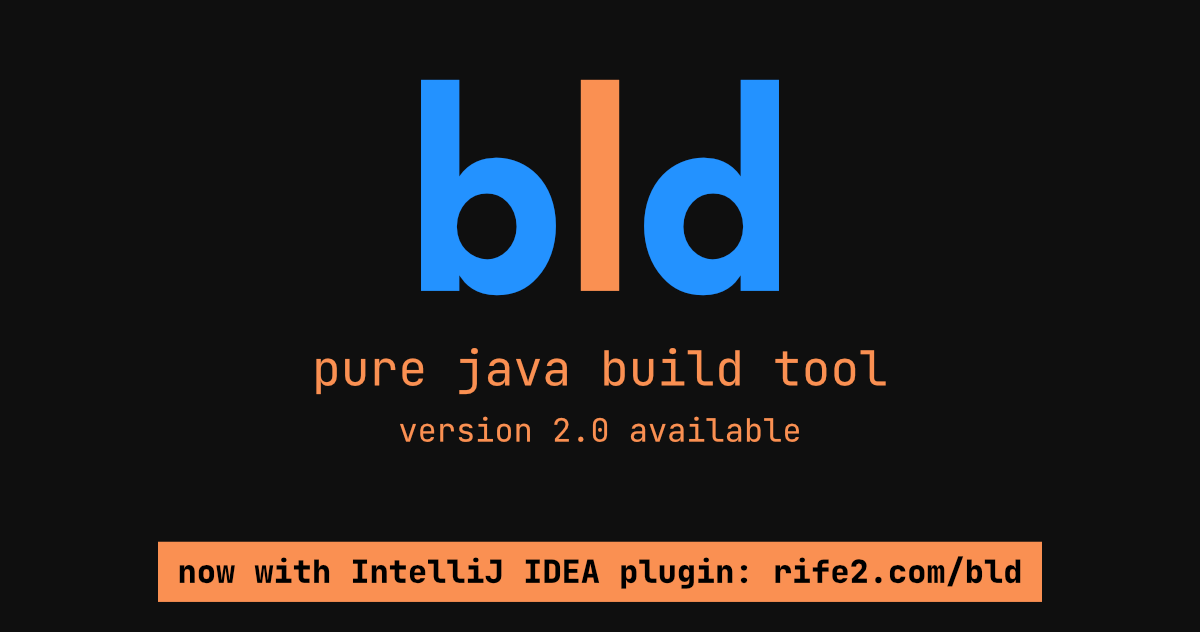 bld
pure java build tool
version 2.0 available
now with IntelliJ IDEA plugin: rife2.com/bld